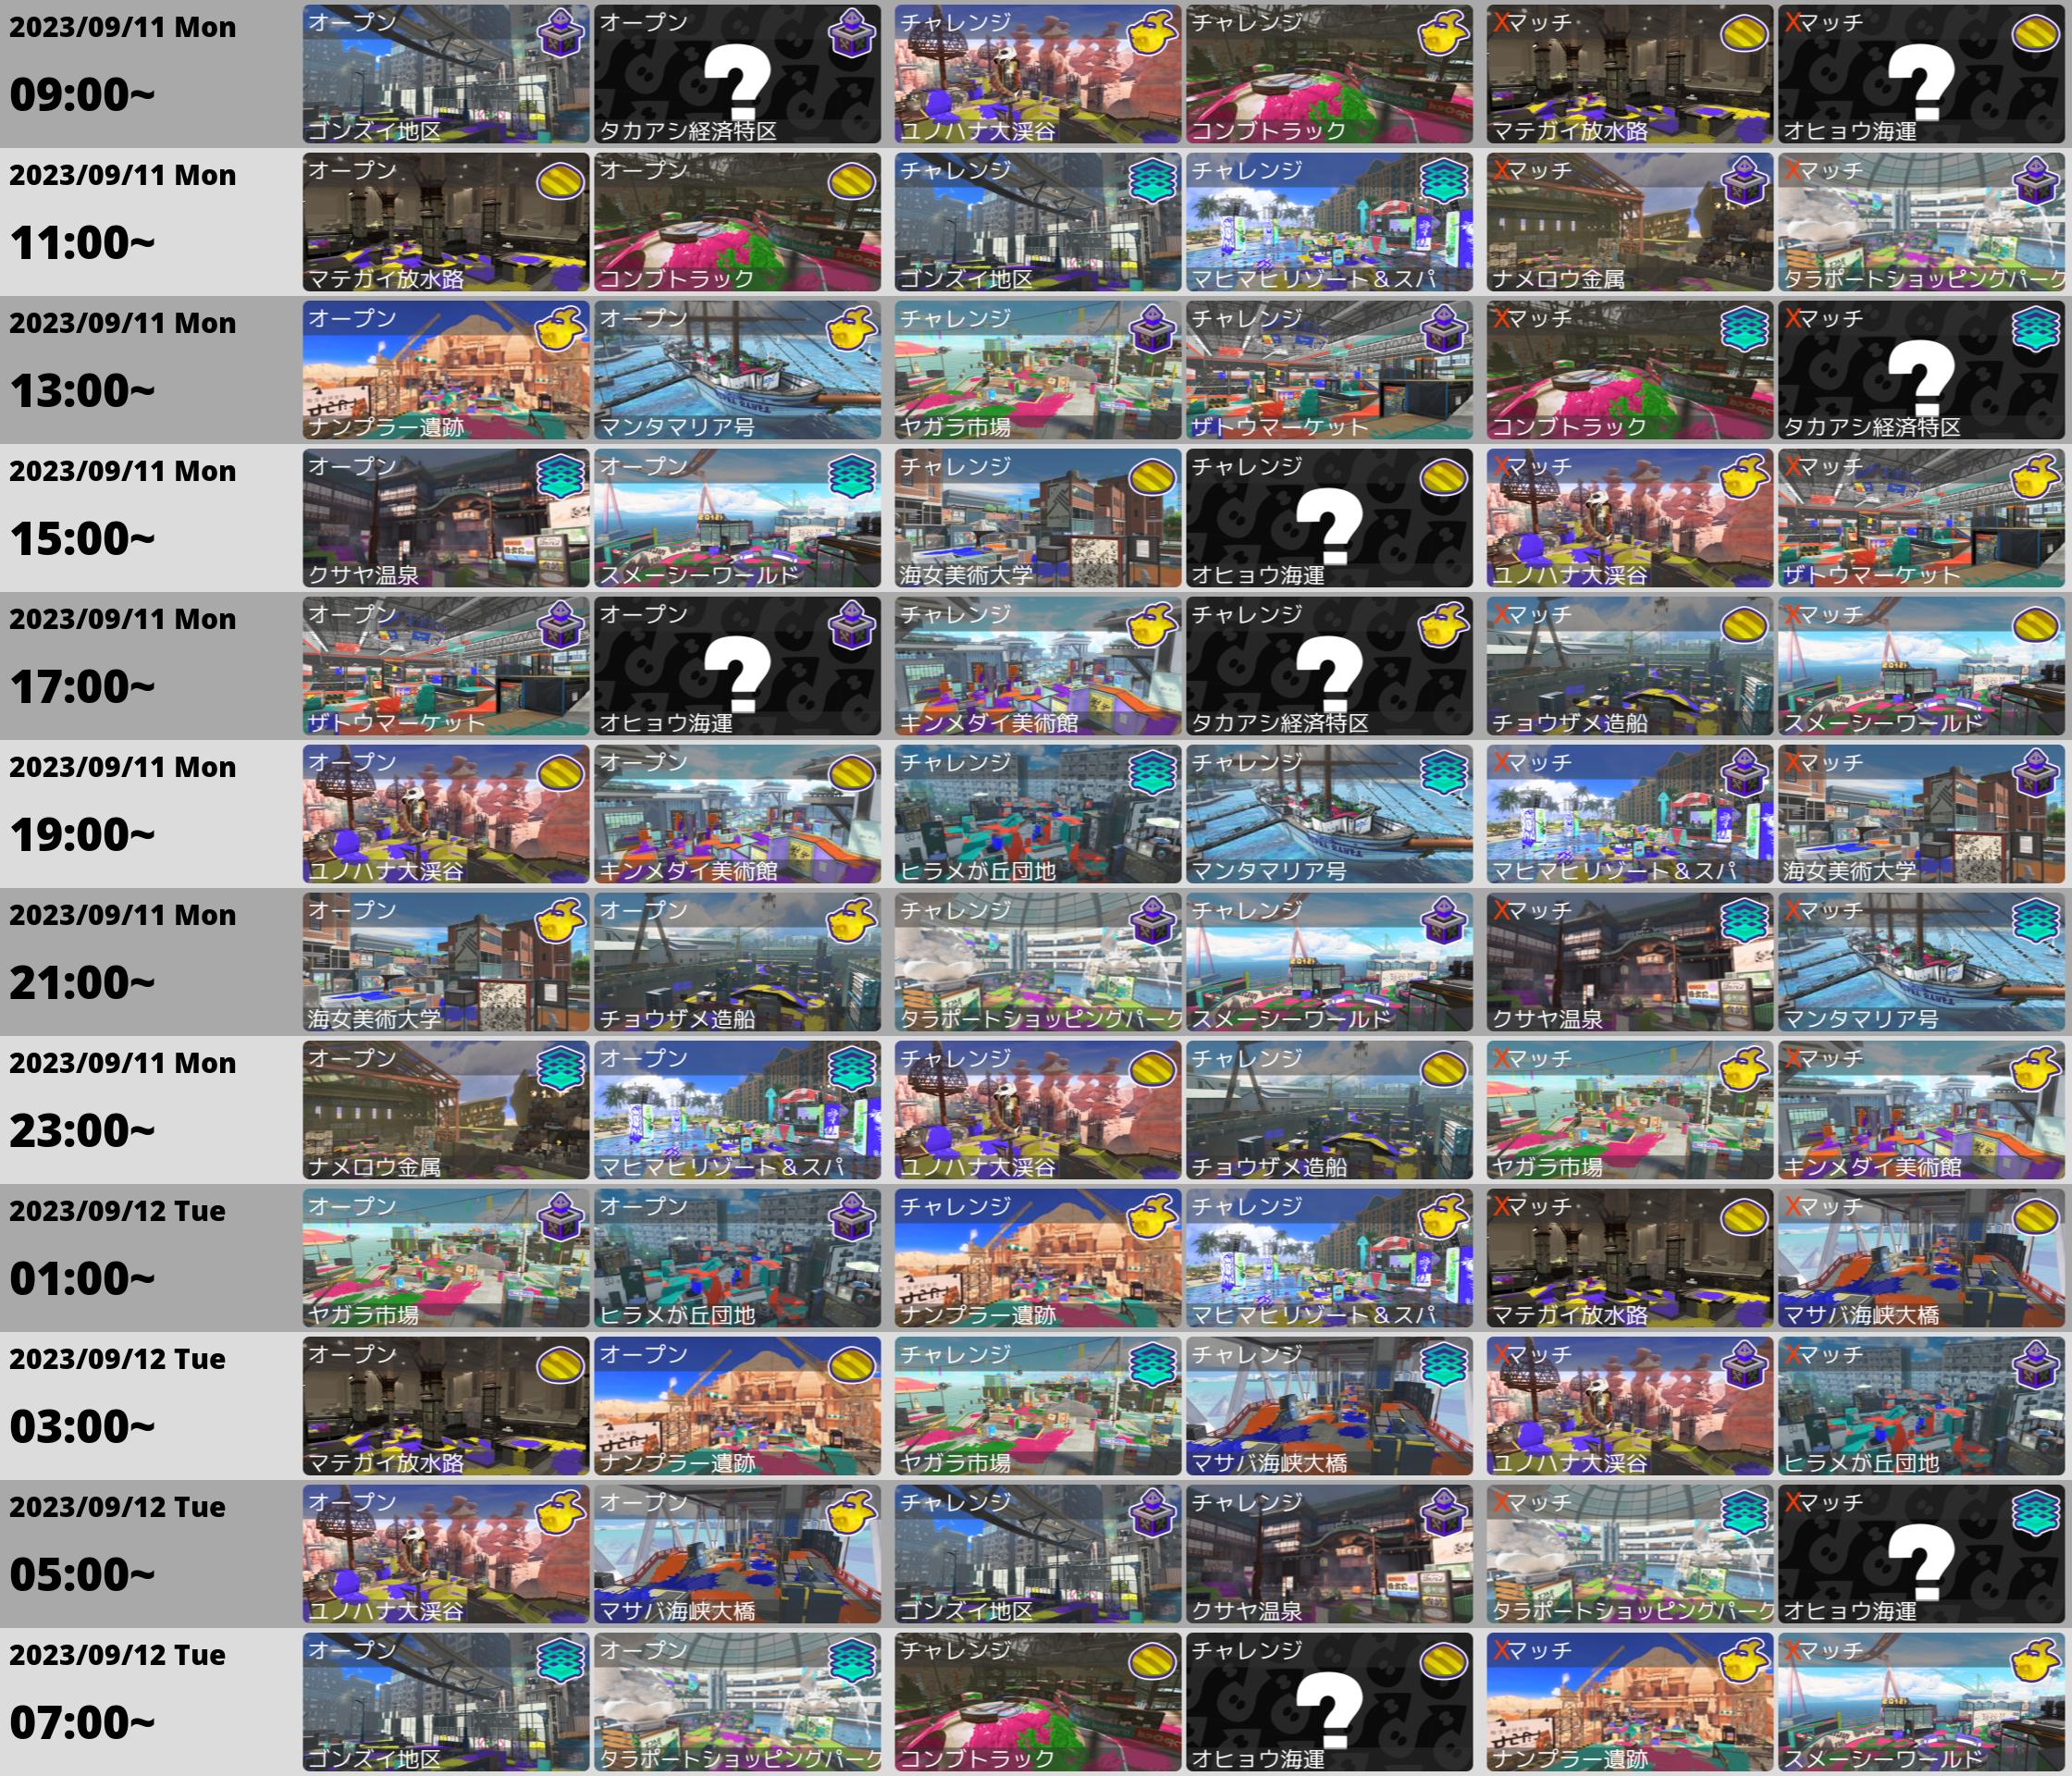 2023/09/11 Mon
09:00~
オープン
ゴンズイ地区
オープン
タカアシ経済特区
チャレンジ
ユノハナ大渓谷
チャレンジ
コンブトラック
Xマッチ
マテガイ放水路
Xマッチ
オヒョウ海運
2023/09/11 Mon
11:00~
オープン
マテガイ放水路
オープン
コンブトラック
チャレンジ
ゴンズイ地区
チャレンジ
マヒマヒリゾート＆スパ
Xマッチ
ナメロウ金属
Xマッチ
タラポートショッピングパーク
2023/09/11 Mon
13:00~
オープン
ナンプラー遺跡
オープン
マンタマリア号
チャレンジ
ヤガラ市場
チャレンジ
ザトウマーケット
Xマッチ
コンブトラック
Xマッチ
タカアシ経済特区
2023/09/11 Mon
15:00~
オープン
クサヤ温泉
オープン
スメーシーワールド
チャレンジ
海女美術大学
チャレンジ
オヒョウ海運
Xマッチ
ユノハナ大渓谷
Xマッチ
ザトウマーケット
2023/09/11 Mon
17:00~
オープン
ザトウマーケット
オープン
オヒョウ海運
チャレンジ
キンメダイ美術館
チャレンジ
タカアシ経済特区
Xマッチ
チョウザメ造船
Xマッチ
スメーシーワールド
2023/09/11 Mon
19:00~
オープン
ユノハナ大渓谷
オープン
キンメダイ美術館
チャレンジ
ヒラメが丘団地
チャレンジ
マンタマリア号
Xマッチ
マヒマヒリゾート＆スパ
Xマッチ
海女美術大学
2023/09/11 Mon
21:00~
オープン
海女美術大学
オープン
チョウザメ造船
チャレンジ
タラポートショッピングパーク
チャレンジ
スメーシーワールド
Xマッチ
クサヤ温泉
Xマッチ
マンタマリア号
2023/09/11 Mon
23:00~
オープン
ナメロウ金属
オープン
マヒマヒリゾート＆スパ
チャレンジ
ユノハナ大渓谷
チャレンジ
チョウザメ造船
Xマッチ
ヤガラ市場
Xマッチ
キンメダイ美術館
2023/09/12 Tue
01:00~
オープン
ヤガラ市場
オープン
ヒラメが丘団地
チャレンジ
ナンプラー遺跡
チャレンジ
マヒマヒリゾート＆スパ
Xマッチ
マテガイ放水路
Xマッチ
マサバ海峡大橋
2023/09/12 Tue
03:00~
オープン
マテガイ放水路
オープン
ナンプラー遺跡
チャレンジ
ヤガラ市場
チャレンジ
マサバ海峡大橋
Xマッチ
ユノハナ大渓谷
Xマッチ
ヒラメが丘団地
2023/09/12 Tue
05:00~
オープン
ユノハナ大渓谷
オープン
マサバ海峡大橋
チャレンジ
ゴンズイ地区
チャレンジ
クサヤ温泉
Xマッチ
タラポートショッピングパーク
Xマッチ
オヒョウ海運
2023/09/12 Tue
07:00~
オープン
ゴンズイ地区
オープン
タラポートショッピングパーク
チャレンジ
コンブトラック
チャレンジ
オヒョウ海運
Xマッチ
ナンプラー遺跡
Xマッチ
スメーシーワールド